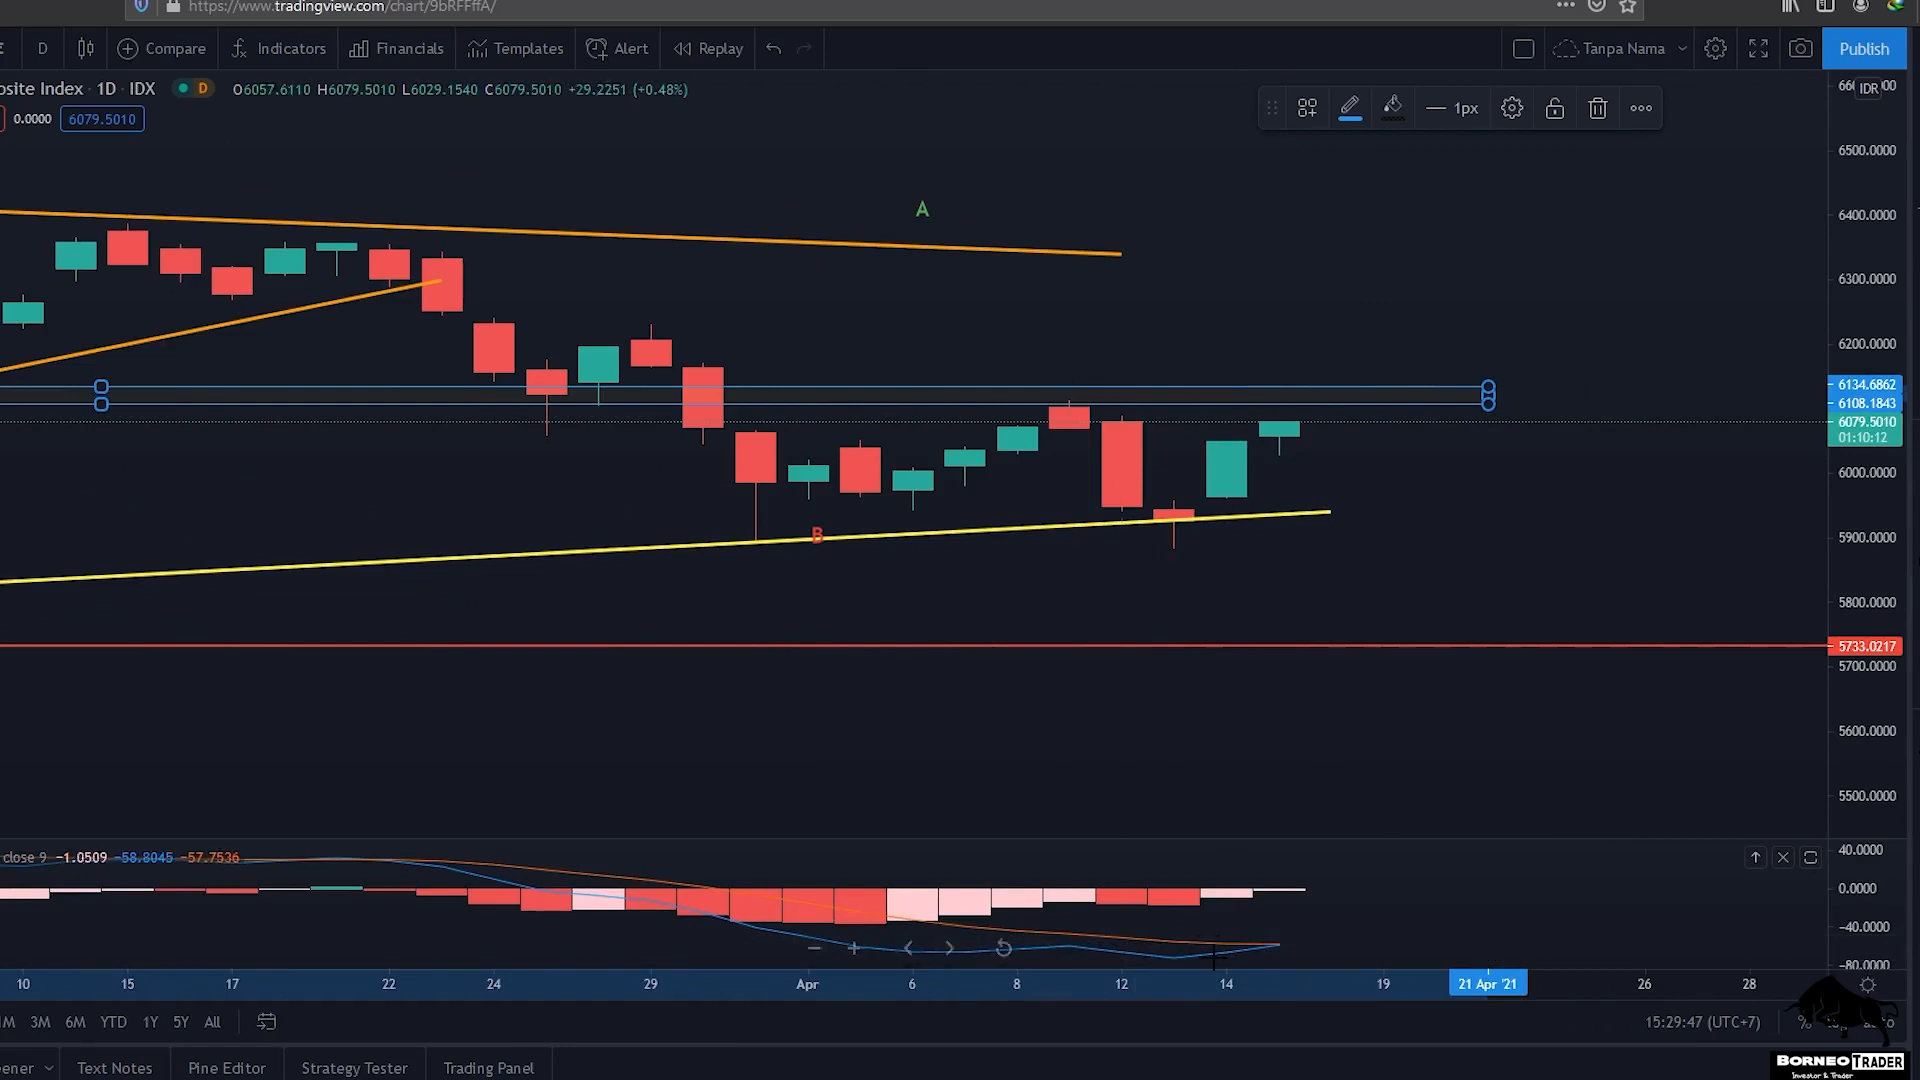 https://www.tradingview.com/chart/9bRFFffA/
D Compare Indicators Financials Templates Alert Replay Tanpa Nama Publish
osite Index · 1D · IDX D O6057.6110 H6079.5010 L6029.1540 C6079.5010 +29.2251 (+0.48%)
0.0000 6079.5010
1px
IDR
6500.0000
6400.0000
6300.0000
6200.0000
6134.6862
6108.1843
6079.5010
01:10:12
6000.0000
5900.0000
5800.0000
5733.0217
5700.0000
5600.0000
5500.0000
A
B
close 9 −1.0509 −58.8045 −57.7536
40.0000
0.0000
−40.0000
−80.0000
10 15 17 22 24 29 Apr 6 8 12 14 19 21 Apr '21 26 28
1M 3M 6M YTD 1Y 5Y All 15:29:47 (UTC+7) %
ener Text Notes Pine Editor Strategy Tester Trading Panel
BORNEO TRADER
Investor & Trader